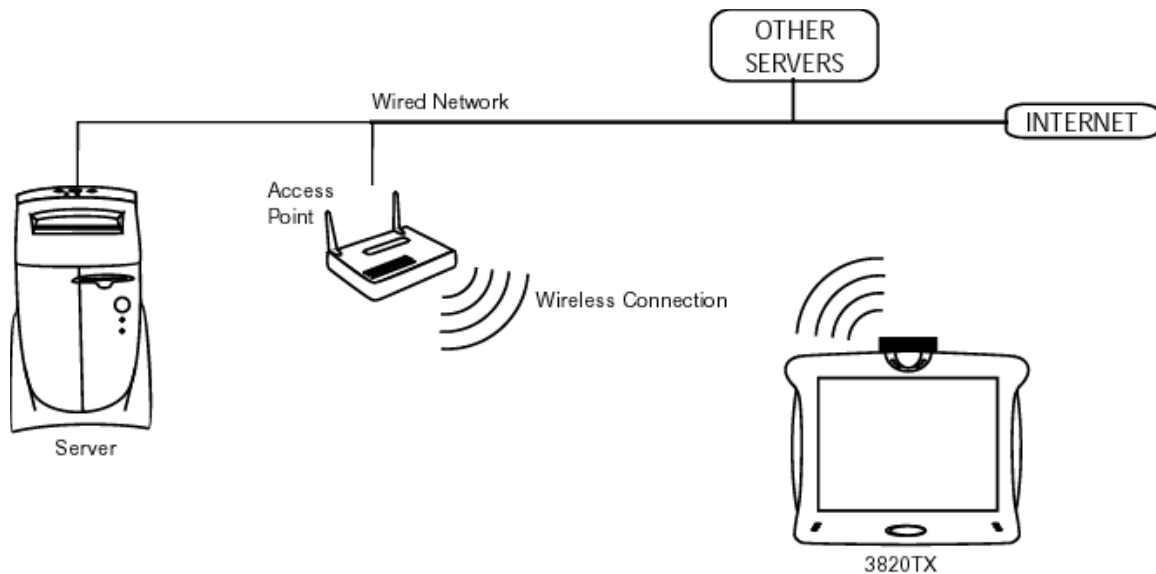 OTHER
SERVERS
Wired Network
INTERNET
Access
Point
Wireless Connection
Server
3820TX